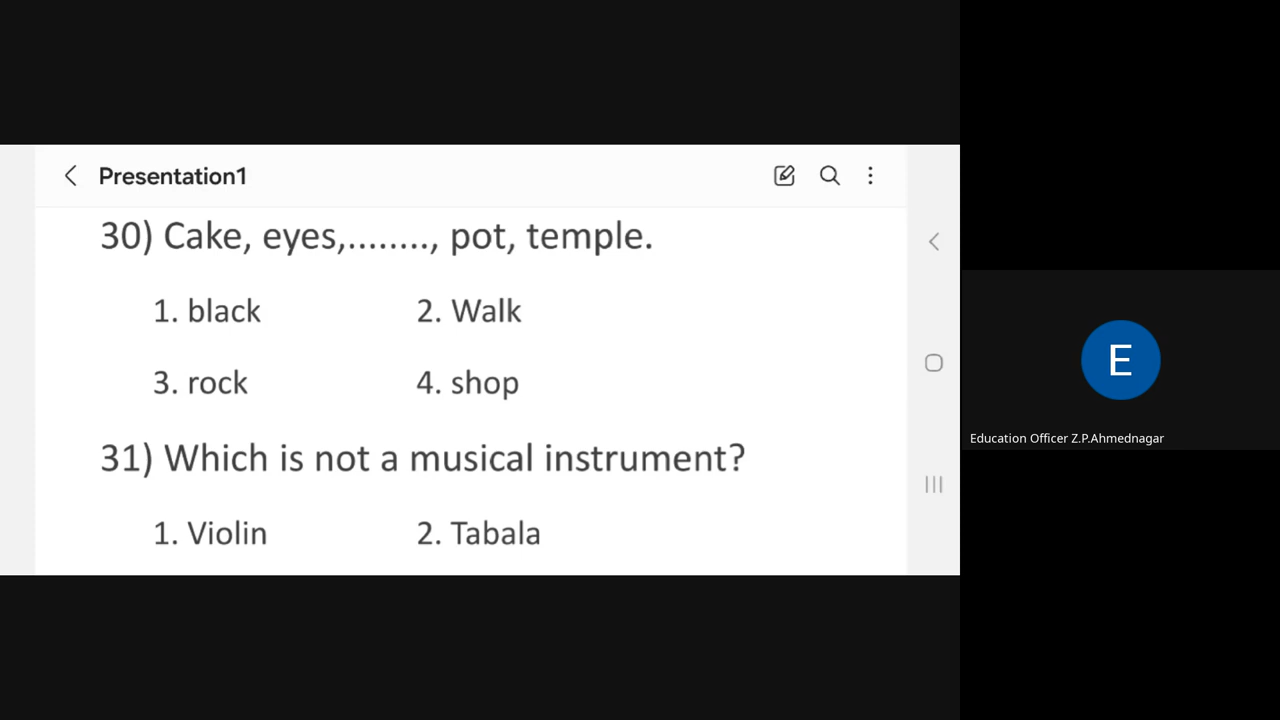 Presentation1
30) Cake, eyes,........, pot, temple.
1. black 2. Walk
3. rock 4. shop
31) Which is not a musical instrument?
1. Violin 2. Tabala
E
Education Officer Z.P.Ahmednagar